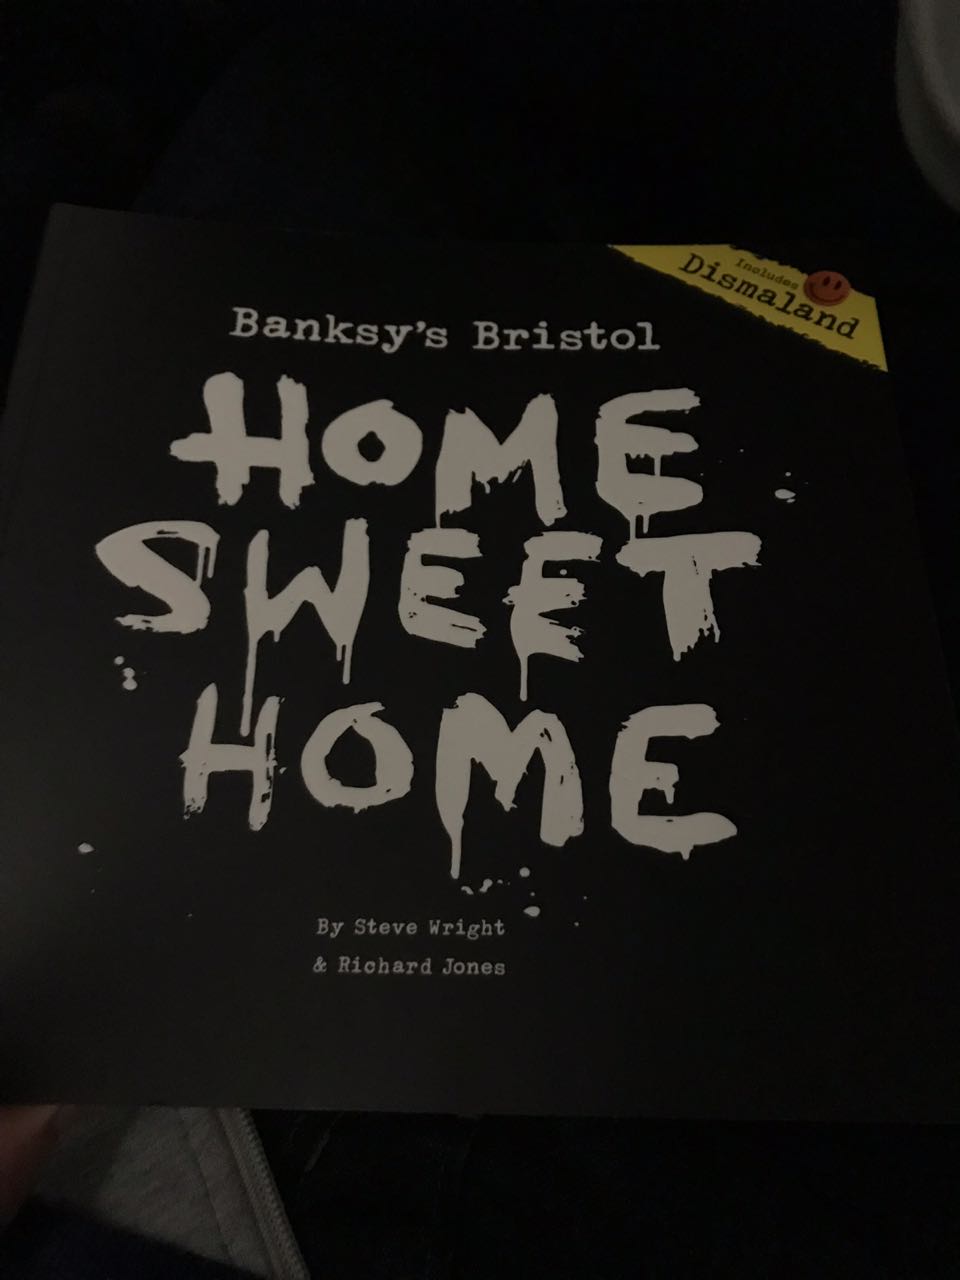 Includes
Dismaland
Banksy's Bristol
HOME
SWEET
HOME
By Steve Wright
& Richard Jones